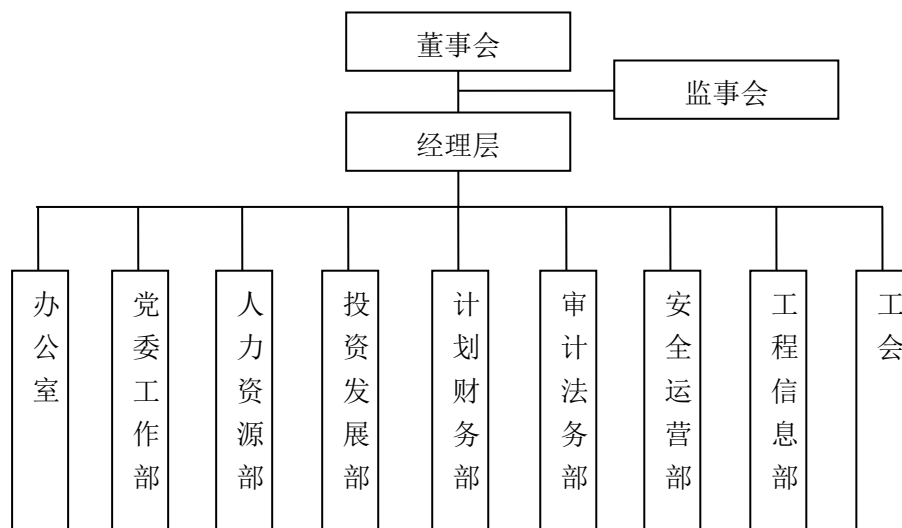 董事会
监事会
经理层
办公室
党委工作部
人力资源部
投资发展部
计划财务部
审计法务部
安全运营部
工程信息部
工会